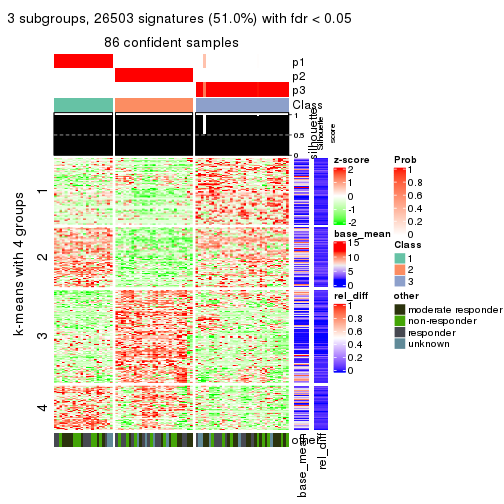 3 subgroups, 26503 signatures (51.0%) with fdr < 0.05
86 confident samples
p1
p2
p3
Class
1
0.5
0
silhouette
Silhouette
score
k-means with 4 groups
1
2
3
4
z-score
2
1
0
-1
-2
base_mean
15
10
5
0
rel_diff
1
0.8
0.6
0.4
0.2
0
Prob
1
0.8
0.6
0.4
0.2
0
Class
1
2
3
other
moderate responder
non-responder
responder
unknown
other
base_mean
rel_diff